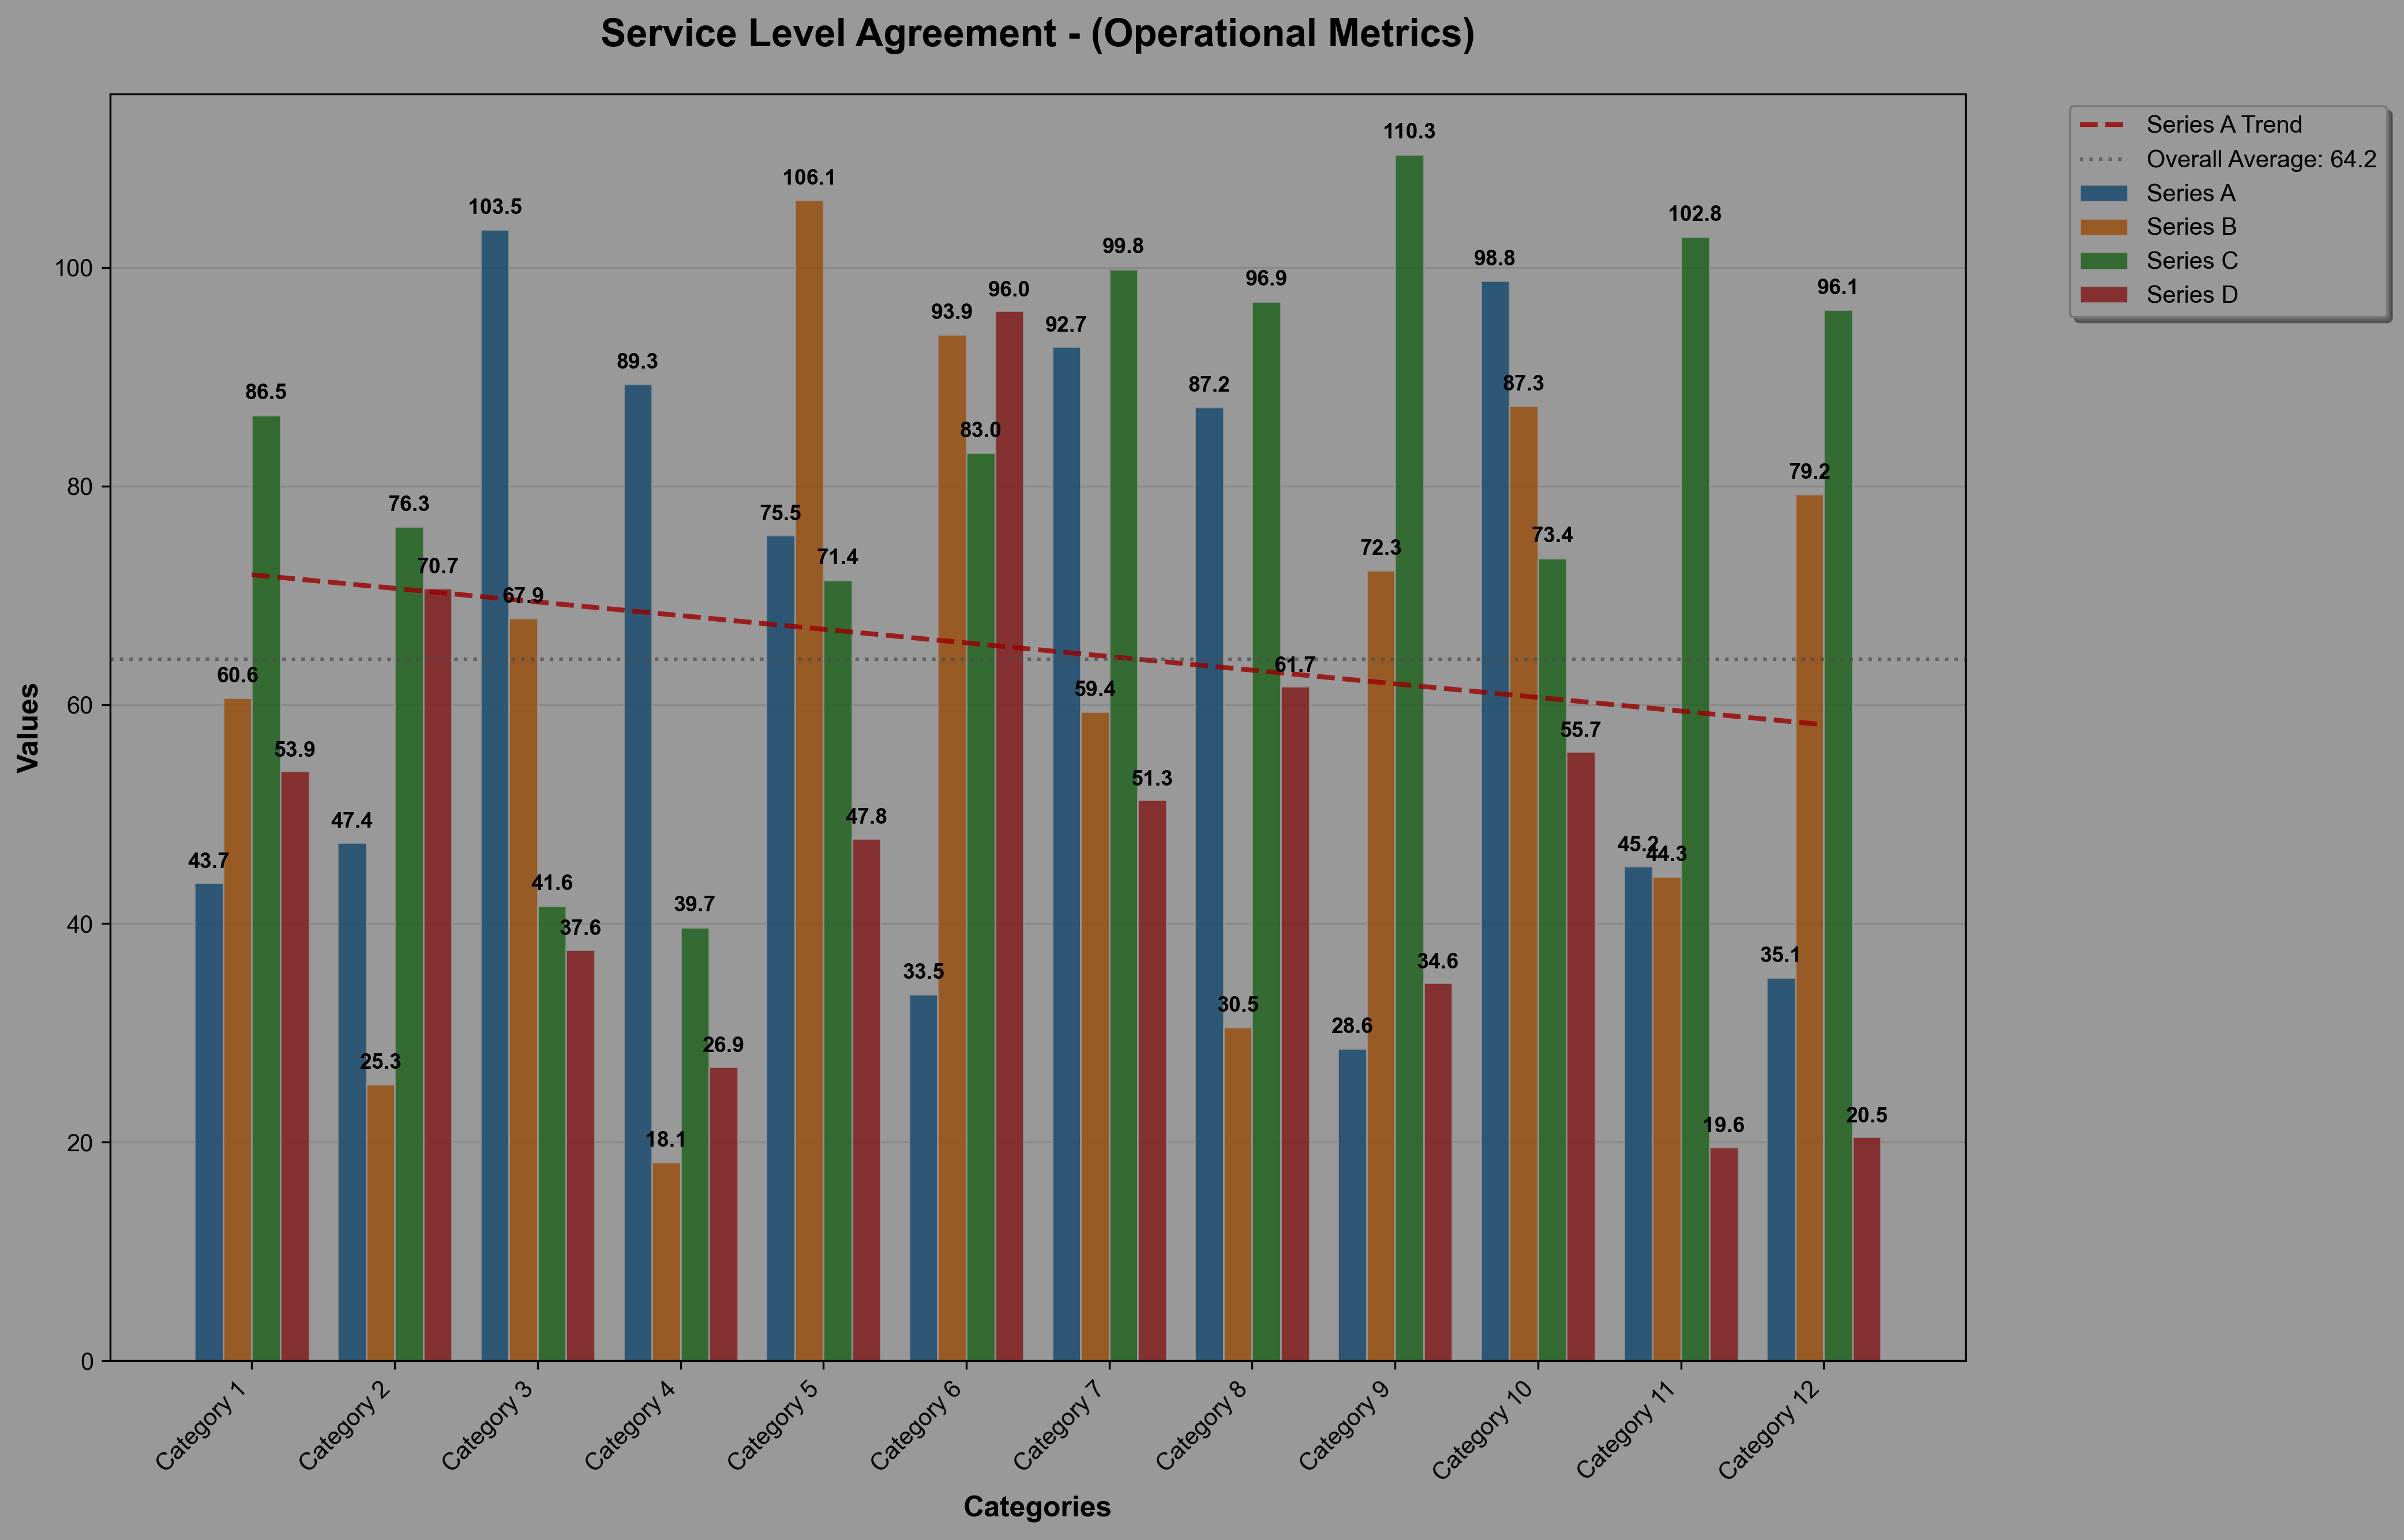 Service Level Agreement - (Operational Metrics)
Series A Trend
Overall Average: 64.2
Series A
Series B
Series C
Series D
Values
100
80
60
40
20
0
43.7
60.6
86.5
53.9
47.4
25.3
76.3
70.7
103.5
67.9
41.6
37.6
89.3
18.1
39.7
26.9
75.5
106.1
71.4
47.8
33.5
93.9
83.0
96.0
92.7
59.4
99.8
51.3
87.2
30.5
96.9
61.7
28.6
72.3
110.3
34.6
98.8
87.3
73.4
55.7
45.2
44.3
102.8
19.6
35.1
79.2
96.1
20.5
Category 1
Category 2
Category 3
Category 4
Category 5
Category 6
Category 7
Category 8
Category 9
Category 10
Category 11
Category 12
Categories